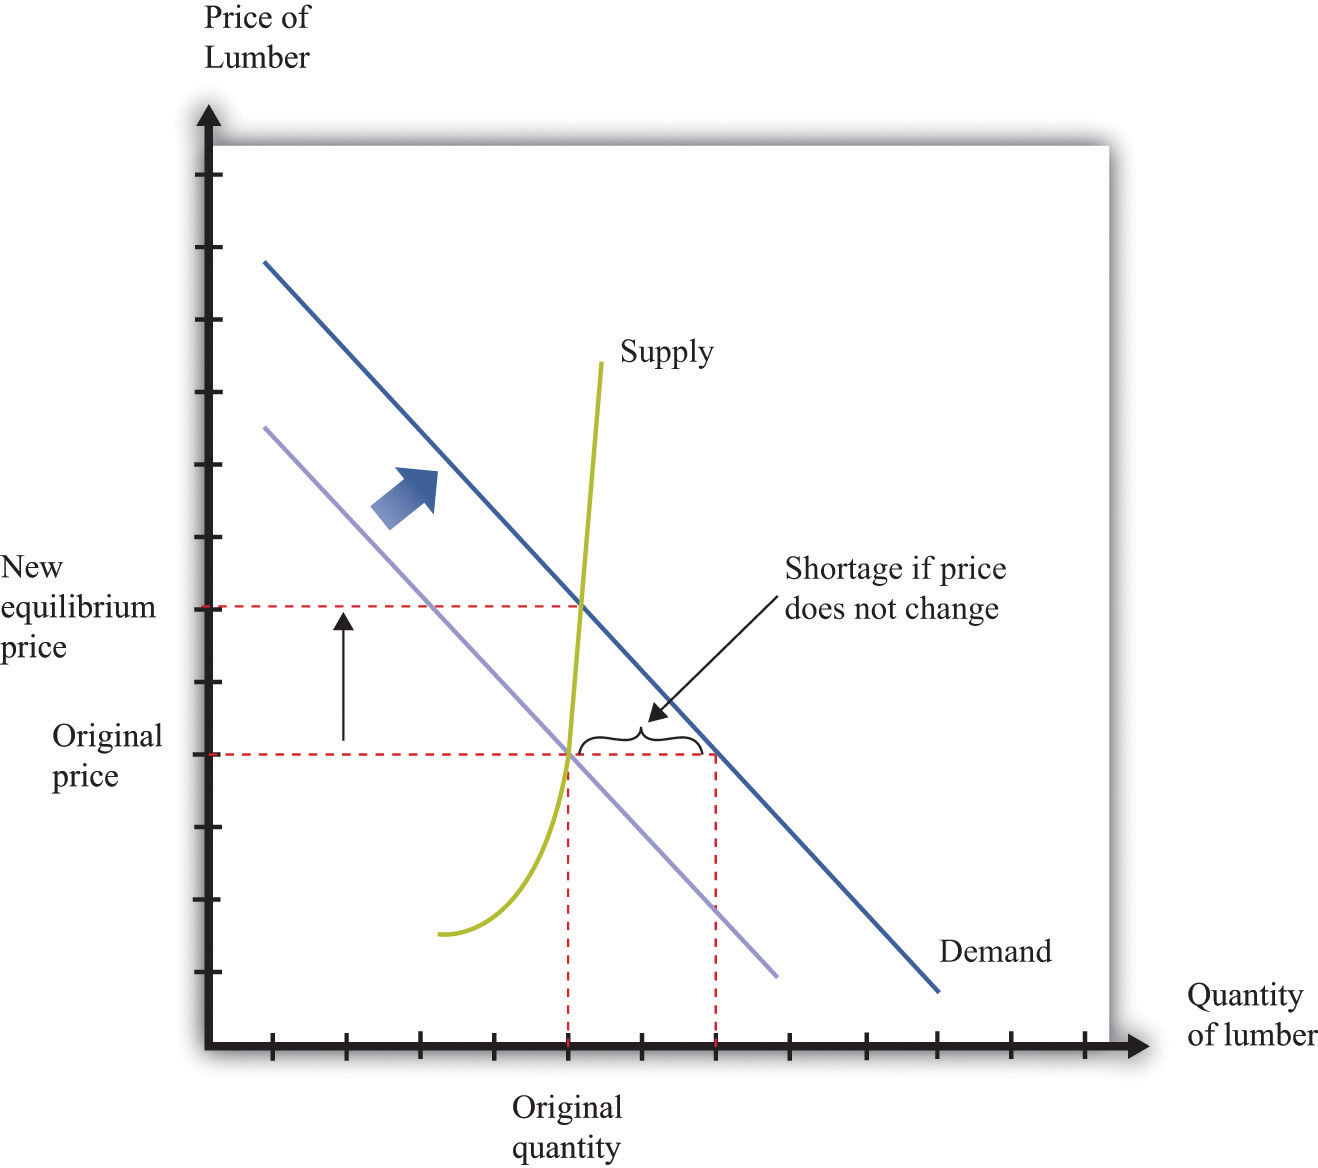 Price of
Lumber
Supply
New
equilibrium
price
Shortage if price
does not change
Original
price
Demand
Quantity
of lumber
Original
quantity